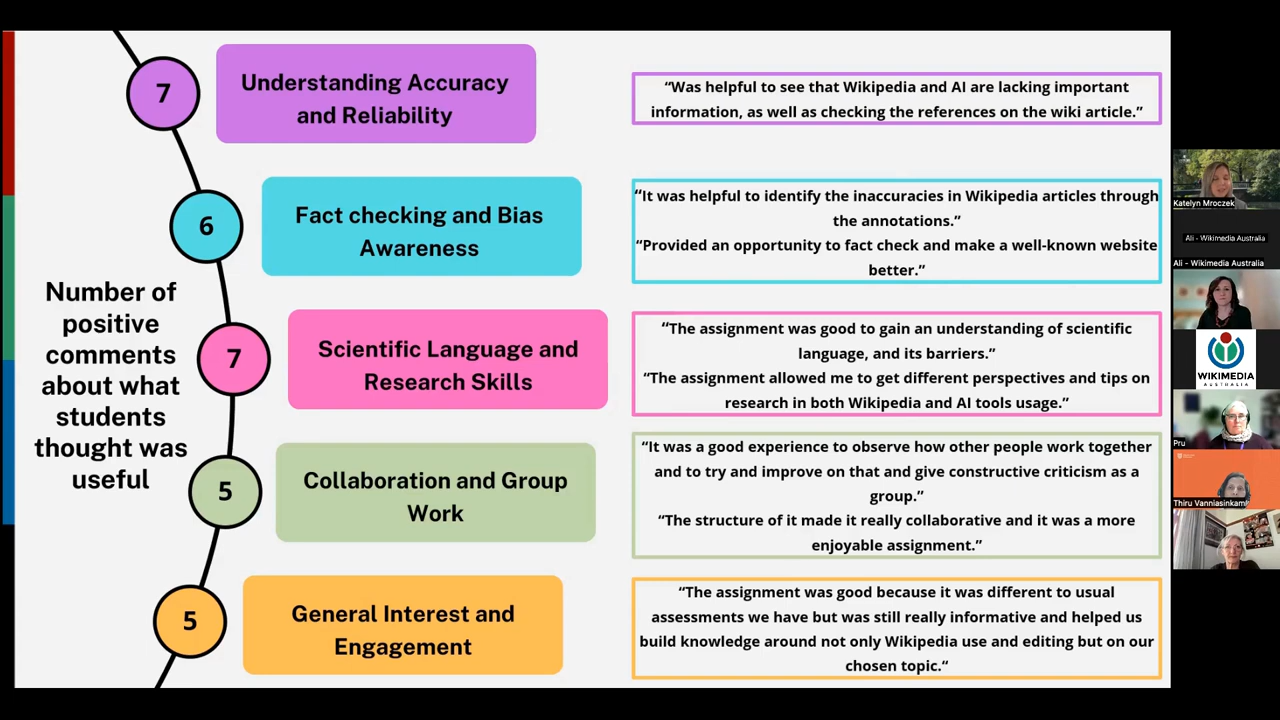 Number of
positive
comments
about what
students
thought was
useful
7
Understanding Accuracy
and Reliability
“Was helpful to see that Wikipedia and AI are lacking important
information, as well as checking the references on the wiki article.”
6
Fact checking and Bias
Awareness
“It was helpful to identify the inaccuracies in Wikipedia articles through
the annotations.”
“Provided an opportunity to fact check and make a well-known website
better.”
7
Scientific Language and
Research Skills
“The assignment was good to gain an understanding of scientific
language, and its barriers.”
“The assignment allowed me to get different perspectives and tips on
research in both Wikipedia and AI tools usage.”
5
Collaboration and Group
Work
“It was a good experience to observe how other people work together
and to try and improve on that and give constructive criticism as a
group.”
“The structure of it made it really collaborative and it was a more
enjoyable assignment.”
5
General Interest and
Engagement
“The assignment was good because it was different to usual
assessments we have but was still really informative and helped us
build knowledge around not only Wikipedia use and editing but on our
chosen topic.“
Katelyn Mroczek
Ali - Wikimedia Australia
Ali - Wikimedia Australia
WIKIMEDIA
AUSTRALIA
Pru
Thiru Vanniasinkam